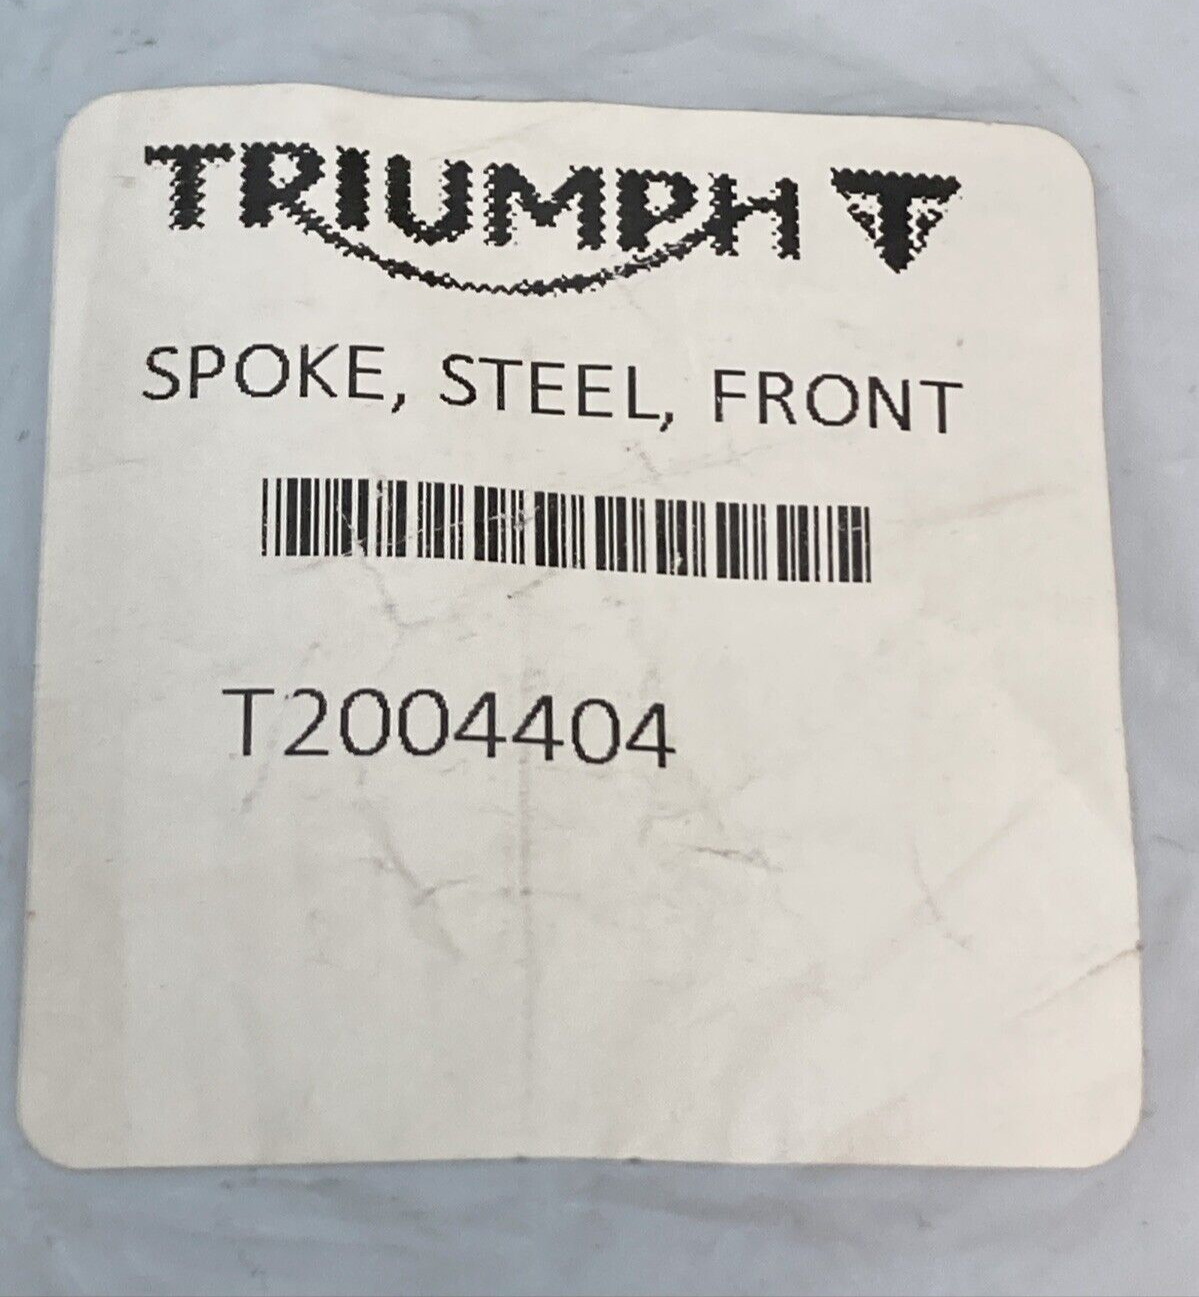 TRIUMPH T
SPOKE, STEEL, FRONT
T2004404